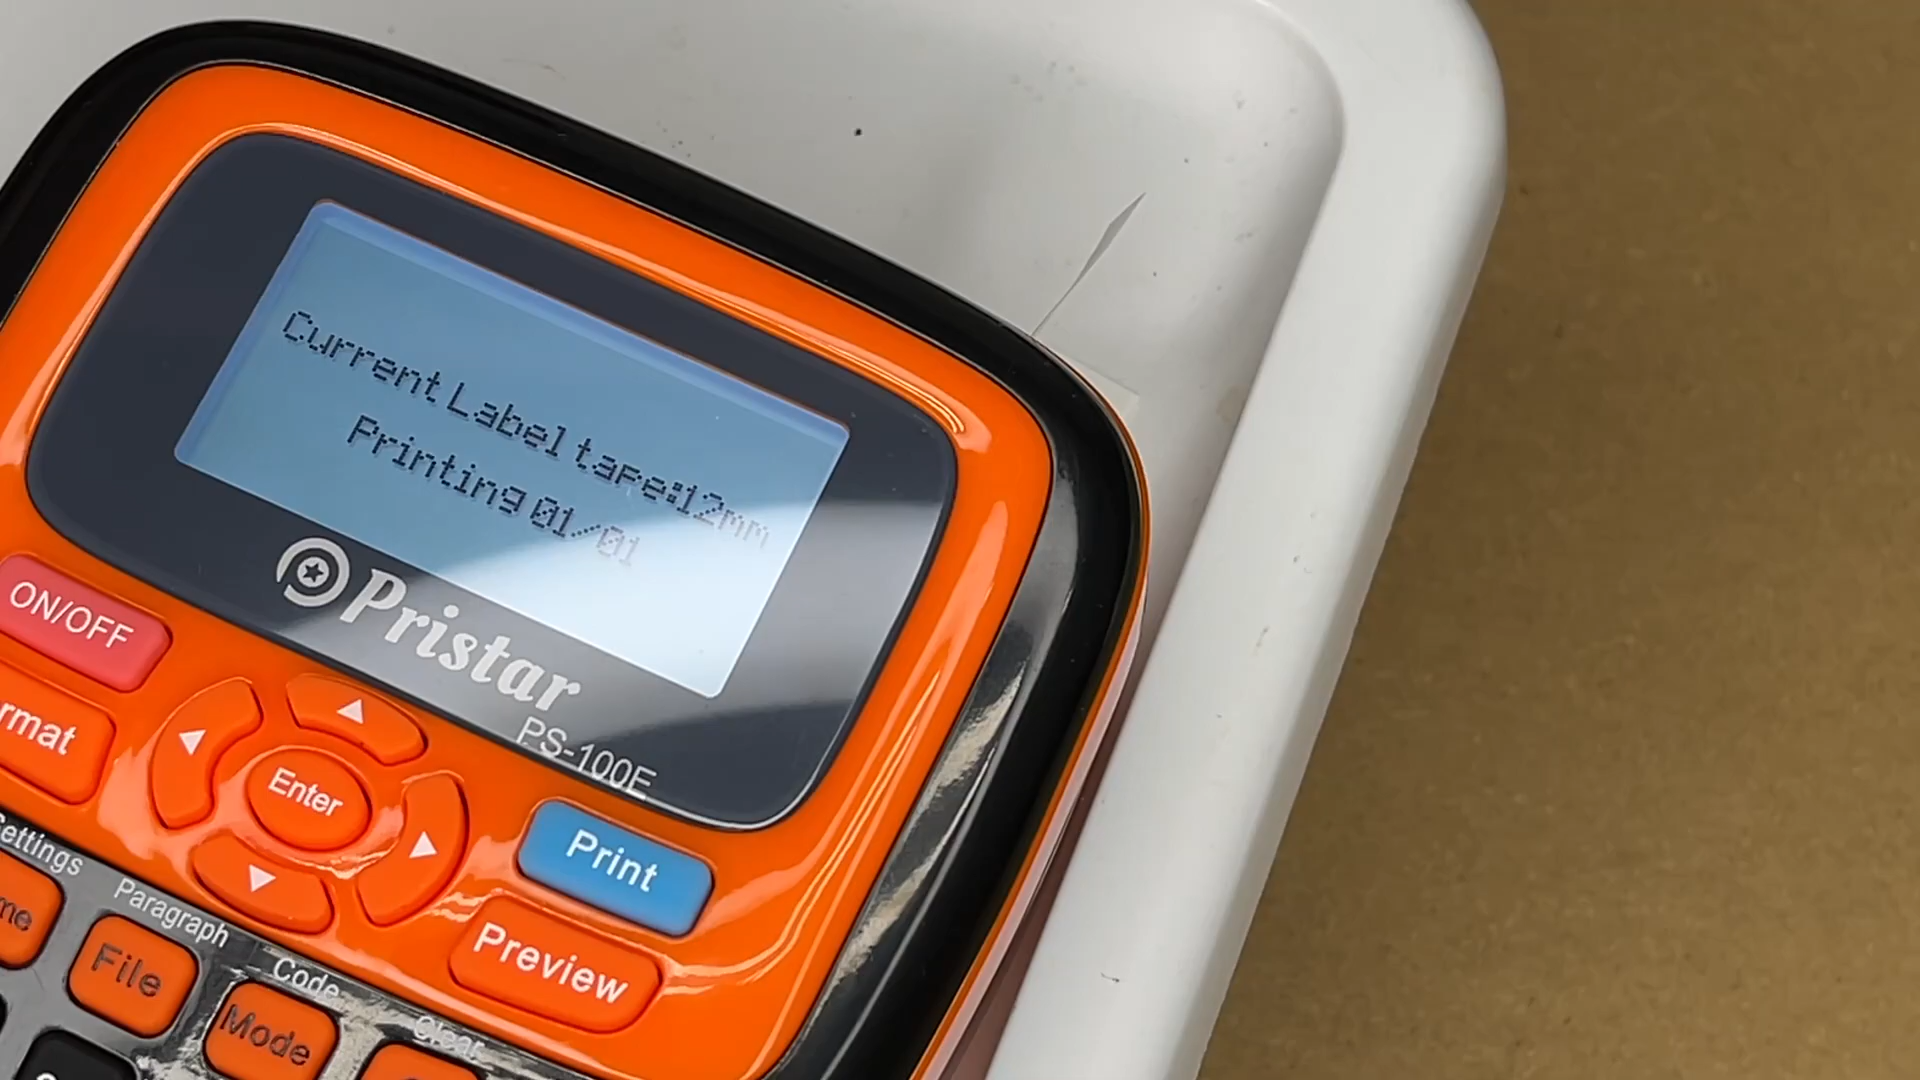 Current Label tape:12mm
Printing 01/01
Pristar
PS-100E
ON/OFF
Enter
Print
Preview
Paragraph
File
Code
Mode
Clear